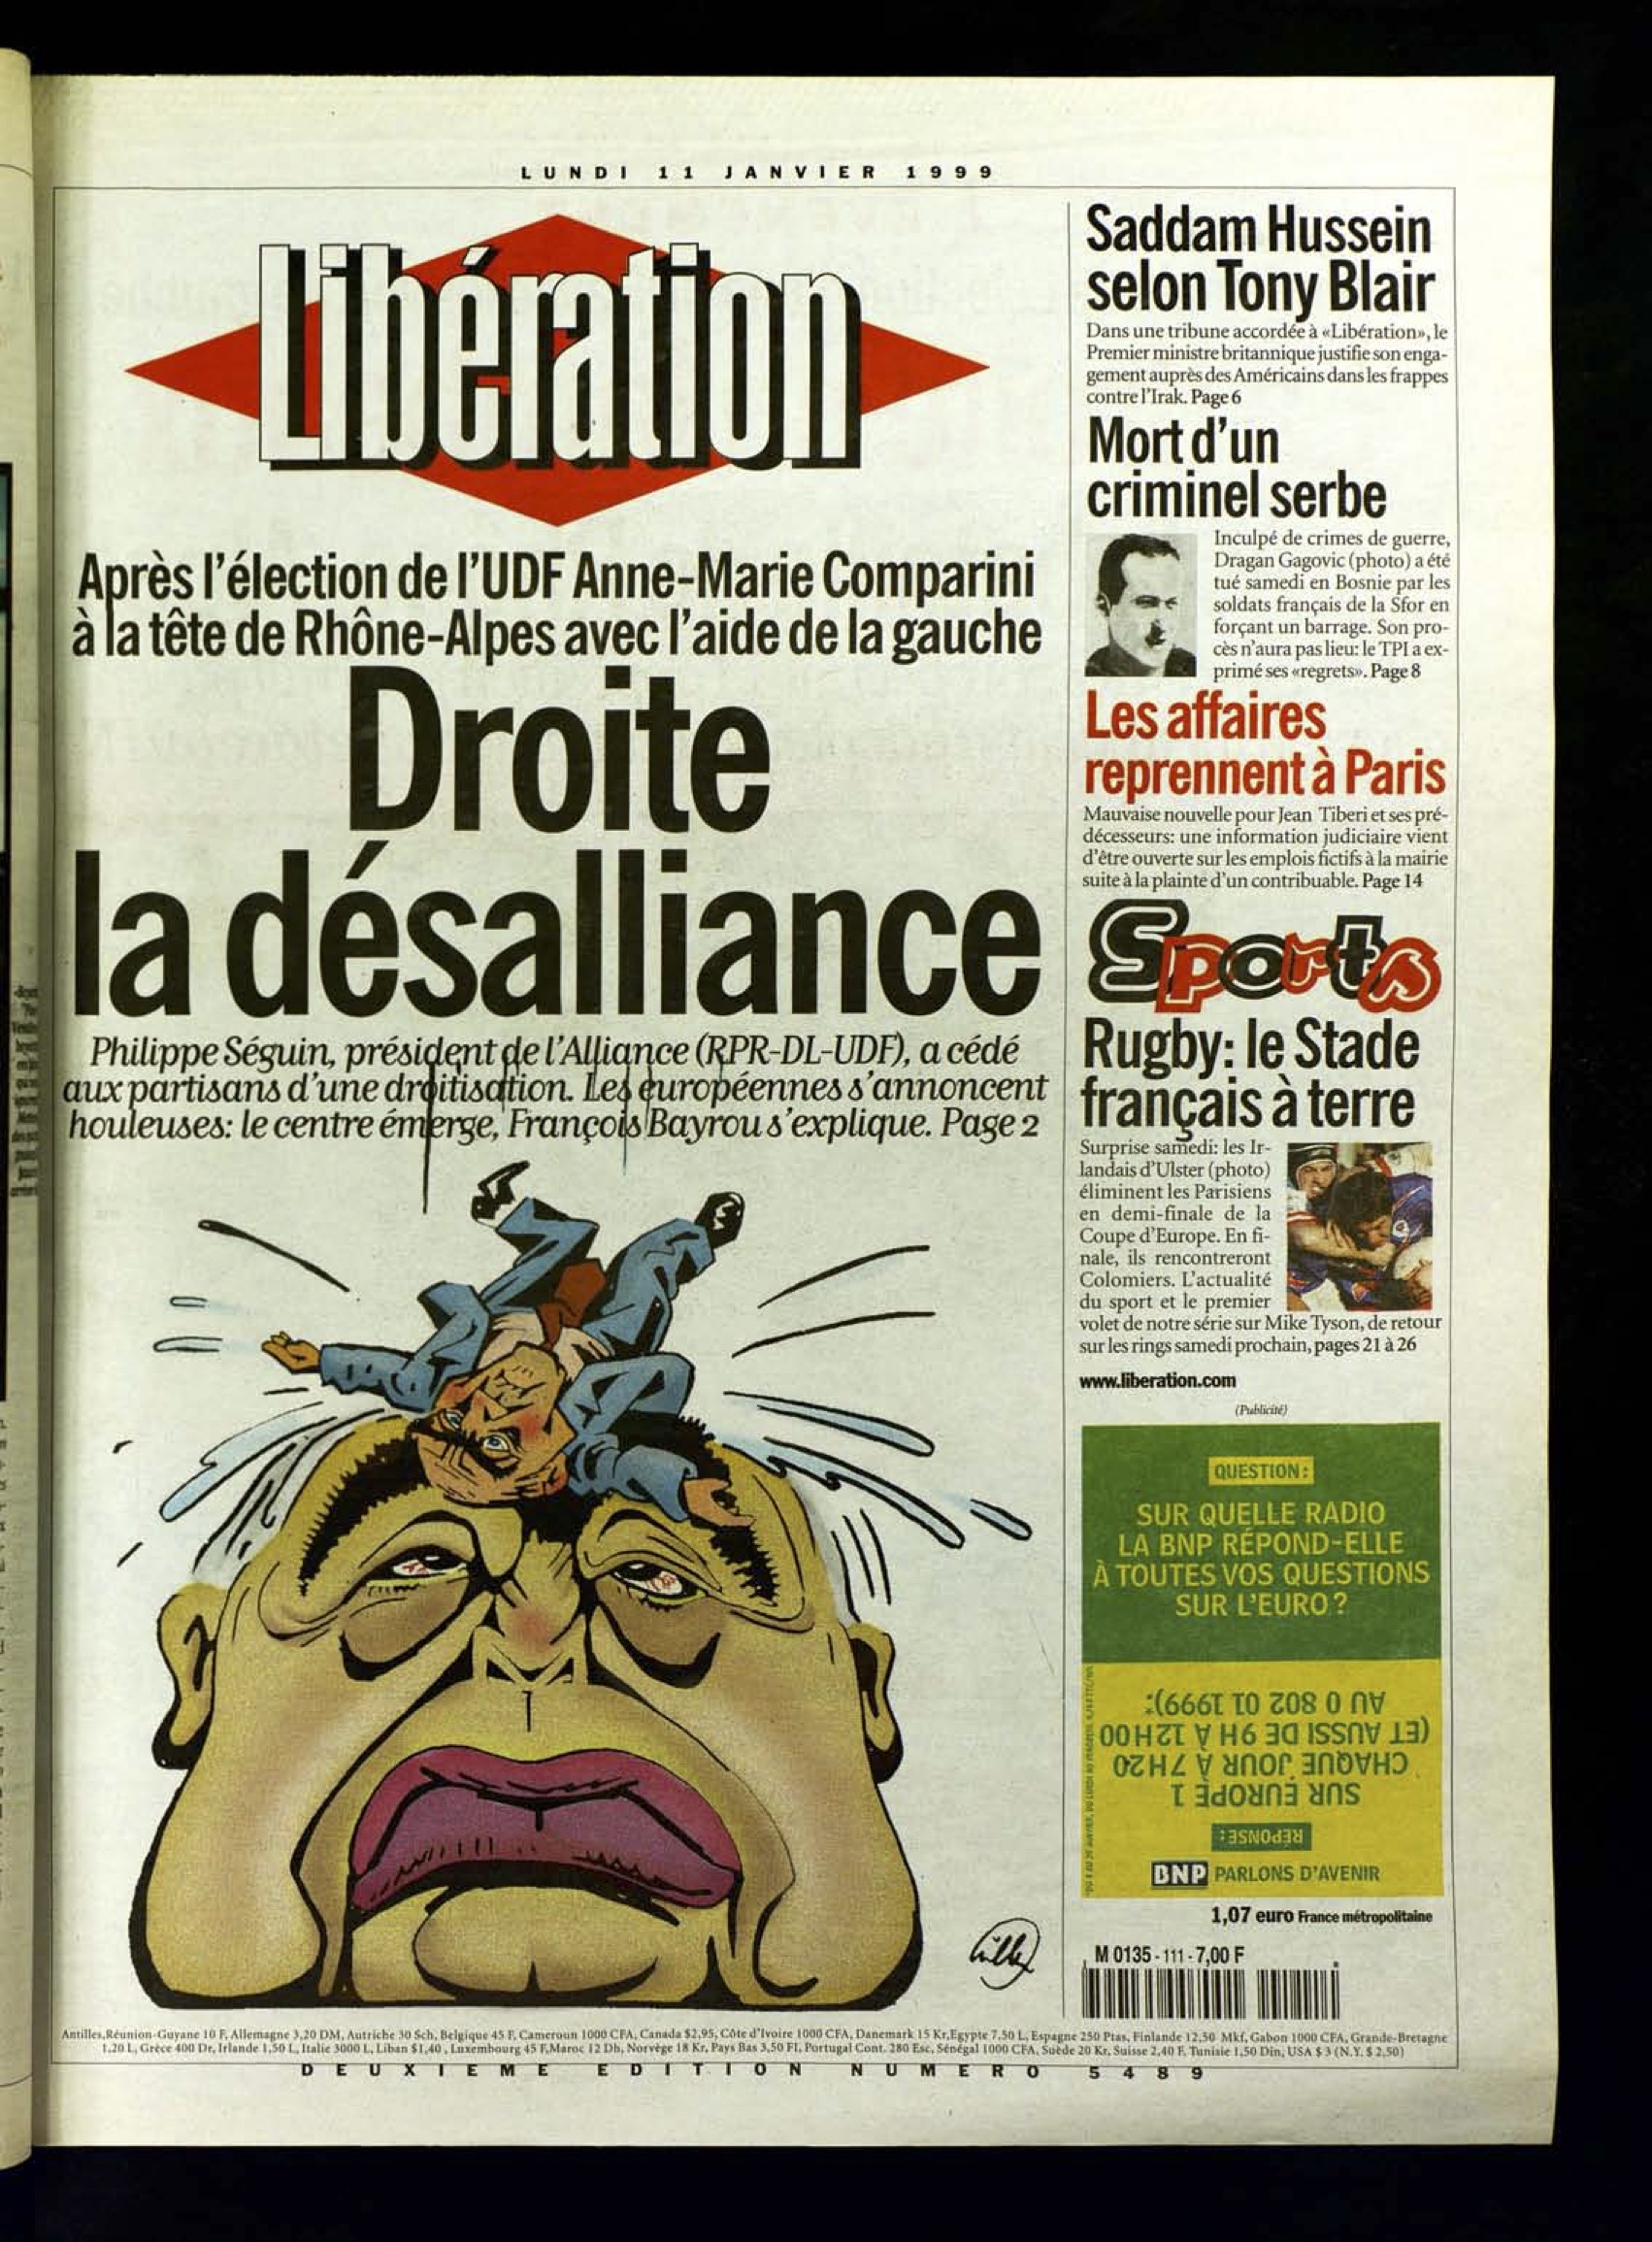 LUNDI 11 JANVIER 1999
Libération
Après l'élection de l'UDF Anne-Marie Comparini
à la tête de Rhône-Alpes avec l'aide de la gauche
Droite
la désalliance
Philippe Séguin, président de l'Alliance (RPR-DL-UDF), a cédé
aux partisans d'une droitisation. Les européennes s'annoncent
houleuses: le centre émerge, François Bayrou s'explique. Page 2
Saddam Hussein
selon Tony Blair
Dans une tribune accordée à «Libération», le
Premier ministre britannique justifie son enga-
gement auprès des Américains dans les frappes
contre l'Irak. Page 6
Mort d'un
criminel serbe
Inculpé de crimes de guerre,
Dragan Gagovic (photo) a été
tué samedi en Bosnie par les
soldats français de la Sfor en
forçant un barrage. Son pro-
cès n'aura pas lieu: le TPI a ex-
primé ses «regrets». Page 8
Les affaires
reprennent à Paris
Mauvaise nouvelle pour Jean Tiberi et ses pré-
décesseurs: une information judiciaire vient
d'être ouverte sur les emplois fictifs à la mairie
suite à la plainte d'un contribuable. Page 14
Sports
Rugby: le Stade
français à terre
Surprise samedi: les Ir-
landais d'Ulster (photo)
éliminent les Parisiens
en demi-finale de la
Coupe d'Europe. En fi-
nale, ils rencontreront
Colomiers. L'actualité
du sport et le premier
volet de notre série sur Mike Tyson, de retour
sur les rings samedi prochain, pages 21 à 26
www.liberation.com
(Publicité)
QUESTION:
SUR QUELLE RADIO
LA BNP RÉPOND-ELLE
À TOUTES VOS QUESTIONS
SUR L'EURO?
RÉPONSE:
SUR EUROPE 1
CHAQUE JOUR À 7H20
(ET AUSSI DE 9H À 12H00
AU 0 802 01 1999)*.
BNP PARLONS D'AVENIR
1,07 euro France métropolitaine
M 0135 - 111 - 7,00 F
Antilles,Réunion-Guyane 10 F, Allemagne 3,20 DM, Autriche 30 Sch, Belgique 45 F, Cameroun 1000 CFA, Canada $2,95, Côte d'Ivoire 1000 CFA, Danemark 15 Kr,Egypte 7,50 L, Espagne 250 Ptas, Finlande 12,50 Mkf, Gabon 1000 CFA, Grande-Bretagne
1,20 L, Grèce 400 Dr, Irlande 1,50 L, Italie 3000 L, Liban $1,40 , Luxembourg 45 F,Maroc 12 Dh, Norvège 18 Kr, Pays Bas 3,50 Fl, Portugal Cont. 280 Esc, Sénégal 1000 CFA, Suède 20 Kr, Suisse 2,40 F, Tunisie 1,50 Din, USA $ 3 (N.Y. $ 2,50)
DEUXIEME EDITION NUMERO 5489